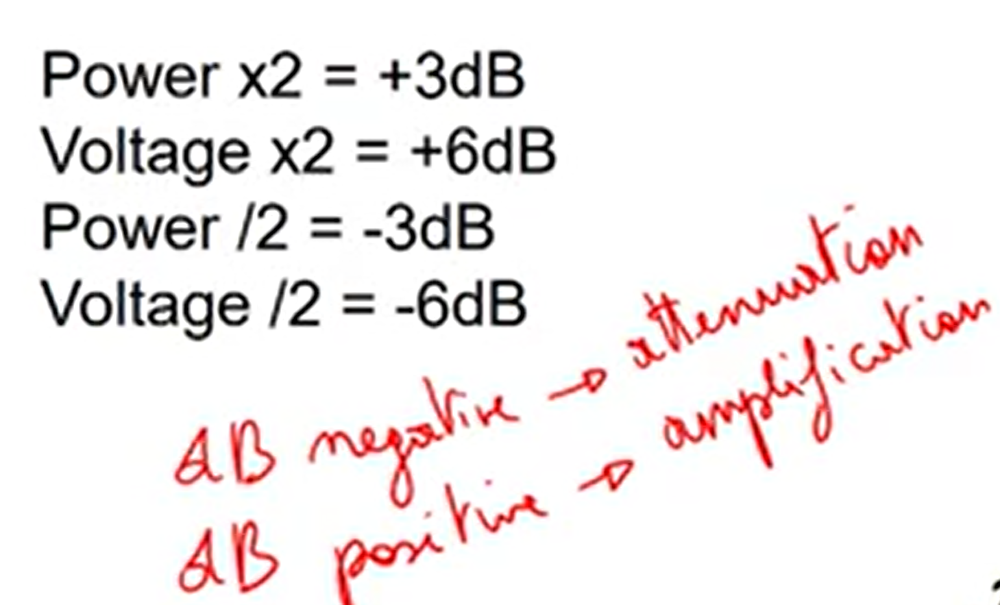 Power x2 = +3dB
Voltage x2 = +6dB
Power /2 = -3dB
Voltage /2 = -6dB
dB negative → attenuation
dB positive → amplification